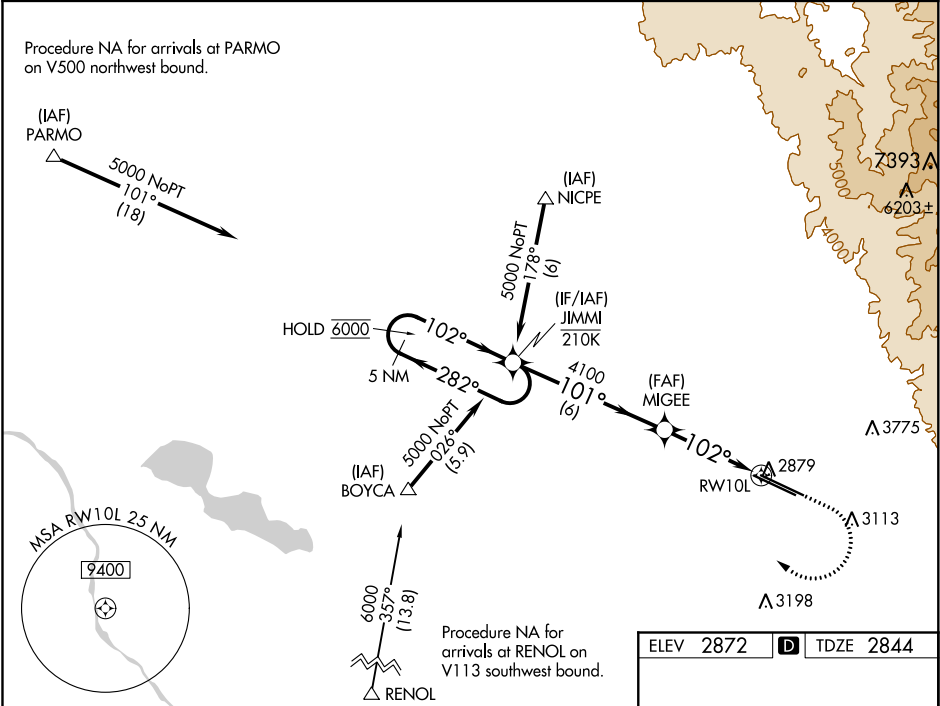 Procedure NA for arrivals at PARMO
on V500 northwest bound.
(IAF)
PARMO
5000 NoPT
101°
(18)
(IAF)
NICPE
5000 NoPT
178°
(6)
7393
6203±
5000
4000
(IF/IAF)
JIMMI
210K
HOLD 6000
102°
5 NM
282°
4100
101°
(6)
(FAF)
MIGEE
102°
5000 NoPT
026°
(5.9)
(IAF)
BOYCA
3775
2879
RW10L
3113
3198
MSA RW10L 25 NM
9400
6000
357°
(13.8)
RENOL
Procedure NA for
arrivals at RENOL on
V113 southwest bound.
ELEV 2872 D TDZE 2844